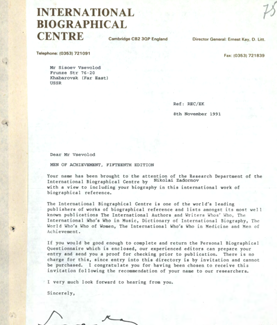 75
INTERNATIONAL
BIOGRAPHICAL
CENTRE
Cambridge CB2 3QP England
Director General: Ernest Kay, D. Litt.
Telephone: (0353) 721091
Fax: (0353) 721839
Mr Sisoev Vsevolod
Frunze Str 74-20
Khabarovsk (Far East)
USSR
Ref: REC/ER
6th November 1991
Dear Mr Vsevolod
MEN OF ACHIEVEMENT, FIFTEENTH EDITION
Your name has been brought to the attention of the Research Department of the
International Biographical Centre by Nikolai Zadornov
with a view to including your biography in this international work of
biographical reference.
The International Biographical Centre is one of the world's leading
publishers of works of biographical reference and lists amongst its most well
known publications The International Authors and Writers Who's Who, The
International Who's Who in Music, Dictionary of International Biography, The
World Who's Who of Women, The International Who's Who in Medicine and Men of
Achievement.
If you would be good enough to complete and return the Personal Biographical
Questionnaire which is enclosed, our experienced editors can prepare your
entry and send you a proof for checking prior to publication. There is no
charge for this, since entry into this directory is by invitation and cannot
be purchased. I congratulate you for having been chosen to receive this
invitation following the recommendation of your name to our researchers.
I very much look forward to hearing from you.
Sincerely,